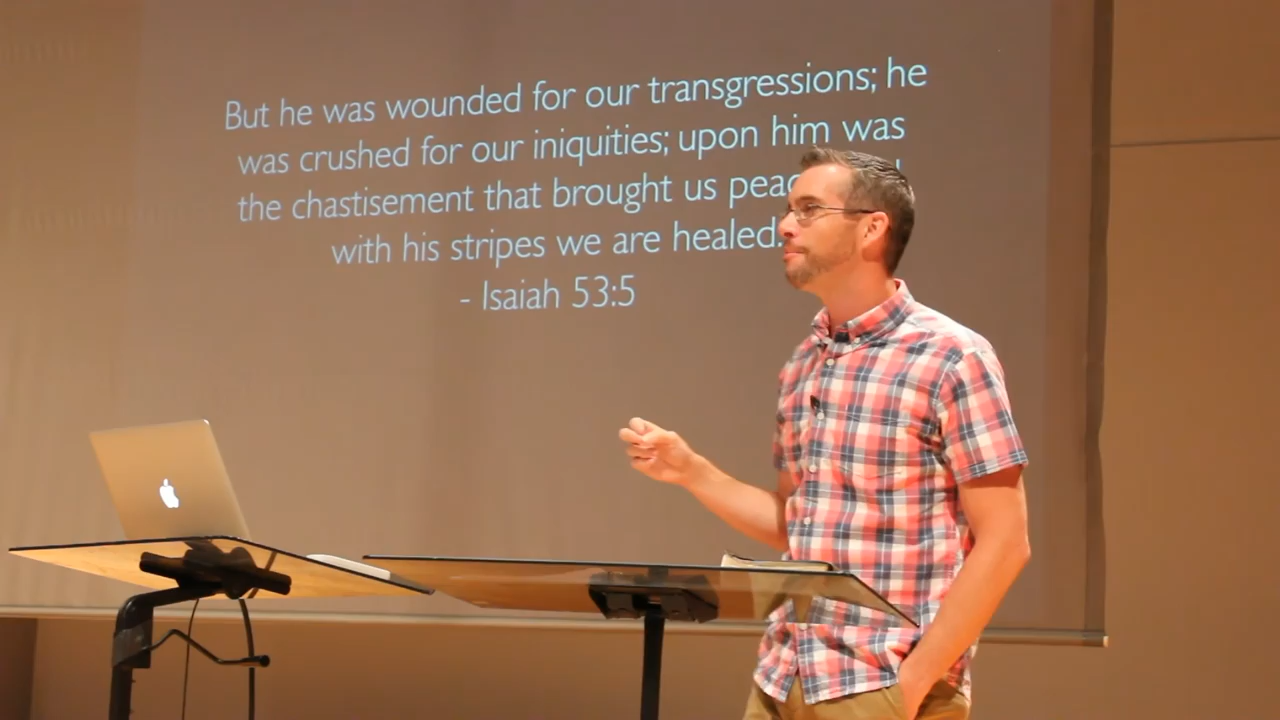 But he was wounded for our transgressions; he
was crushed for our iniquities; upon him was
the chastisement that brought us
with his stripes we are healed.
- Isaiah 53:5